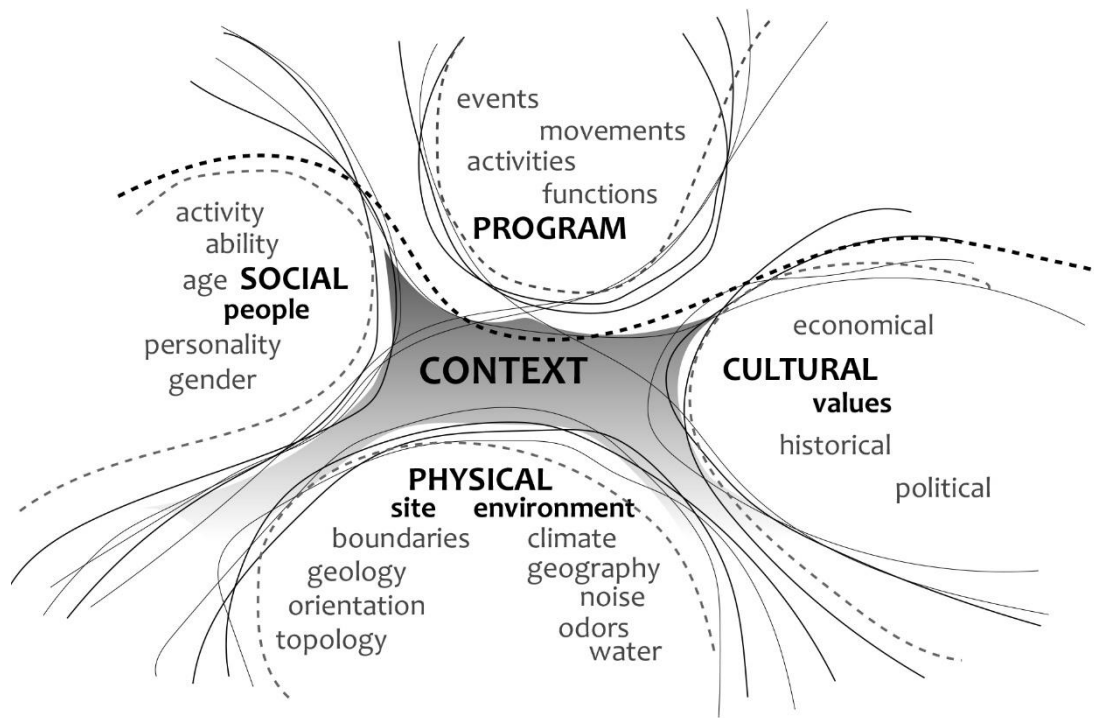 events
movements
activities
functions
PROGRAM
activity
ability
age SOCIAL
people
personality
gender
CONTEXT
economical
CULTURAL
values
historical
political
PHYSICAL
site environment
boundaries climate
geology geography
orientation noise
topology odors
water